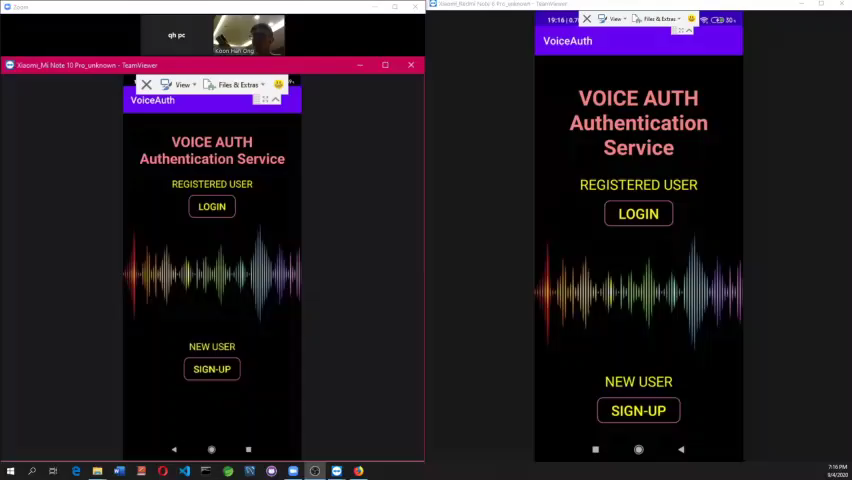 Zoom
qh pc
Koon Han Ong
Xiaomi_Mi Note 10 Pro_unknown - TeamViewer
View
Files & Extras
VoiceAuth
VOICE AUTH
Authentication Service
REGISTERED USER
LOGIN
NEW USER
SIGN-UP
Xiaomi_Redmi Note 8 Pro_unknown - TeamViewer
19:16
View
Files & Extras
VoiceAuth
VOICE AUTH
Authentication
Service
REGISTERED USER
LOGIN
NEW USER
SIGN-UP
7:16 PM
9/4/2020